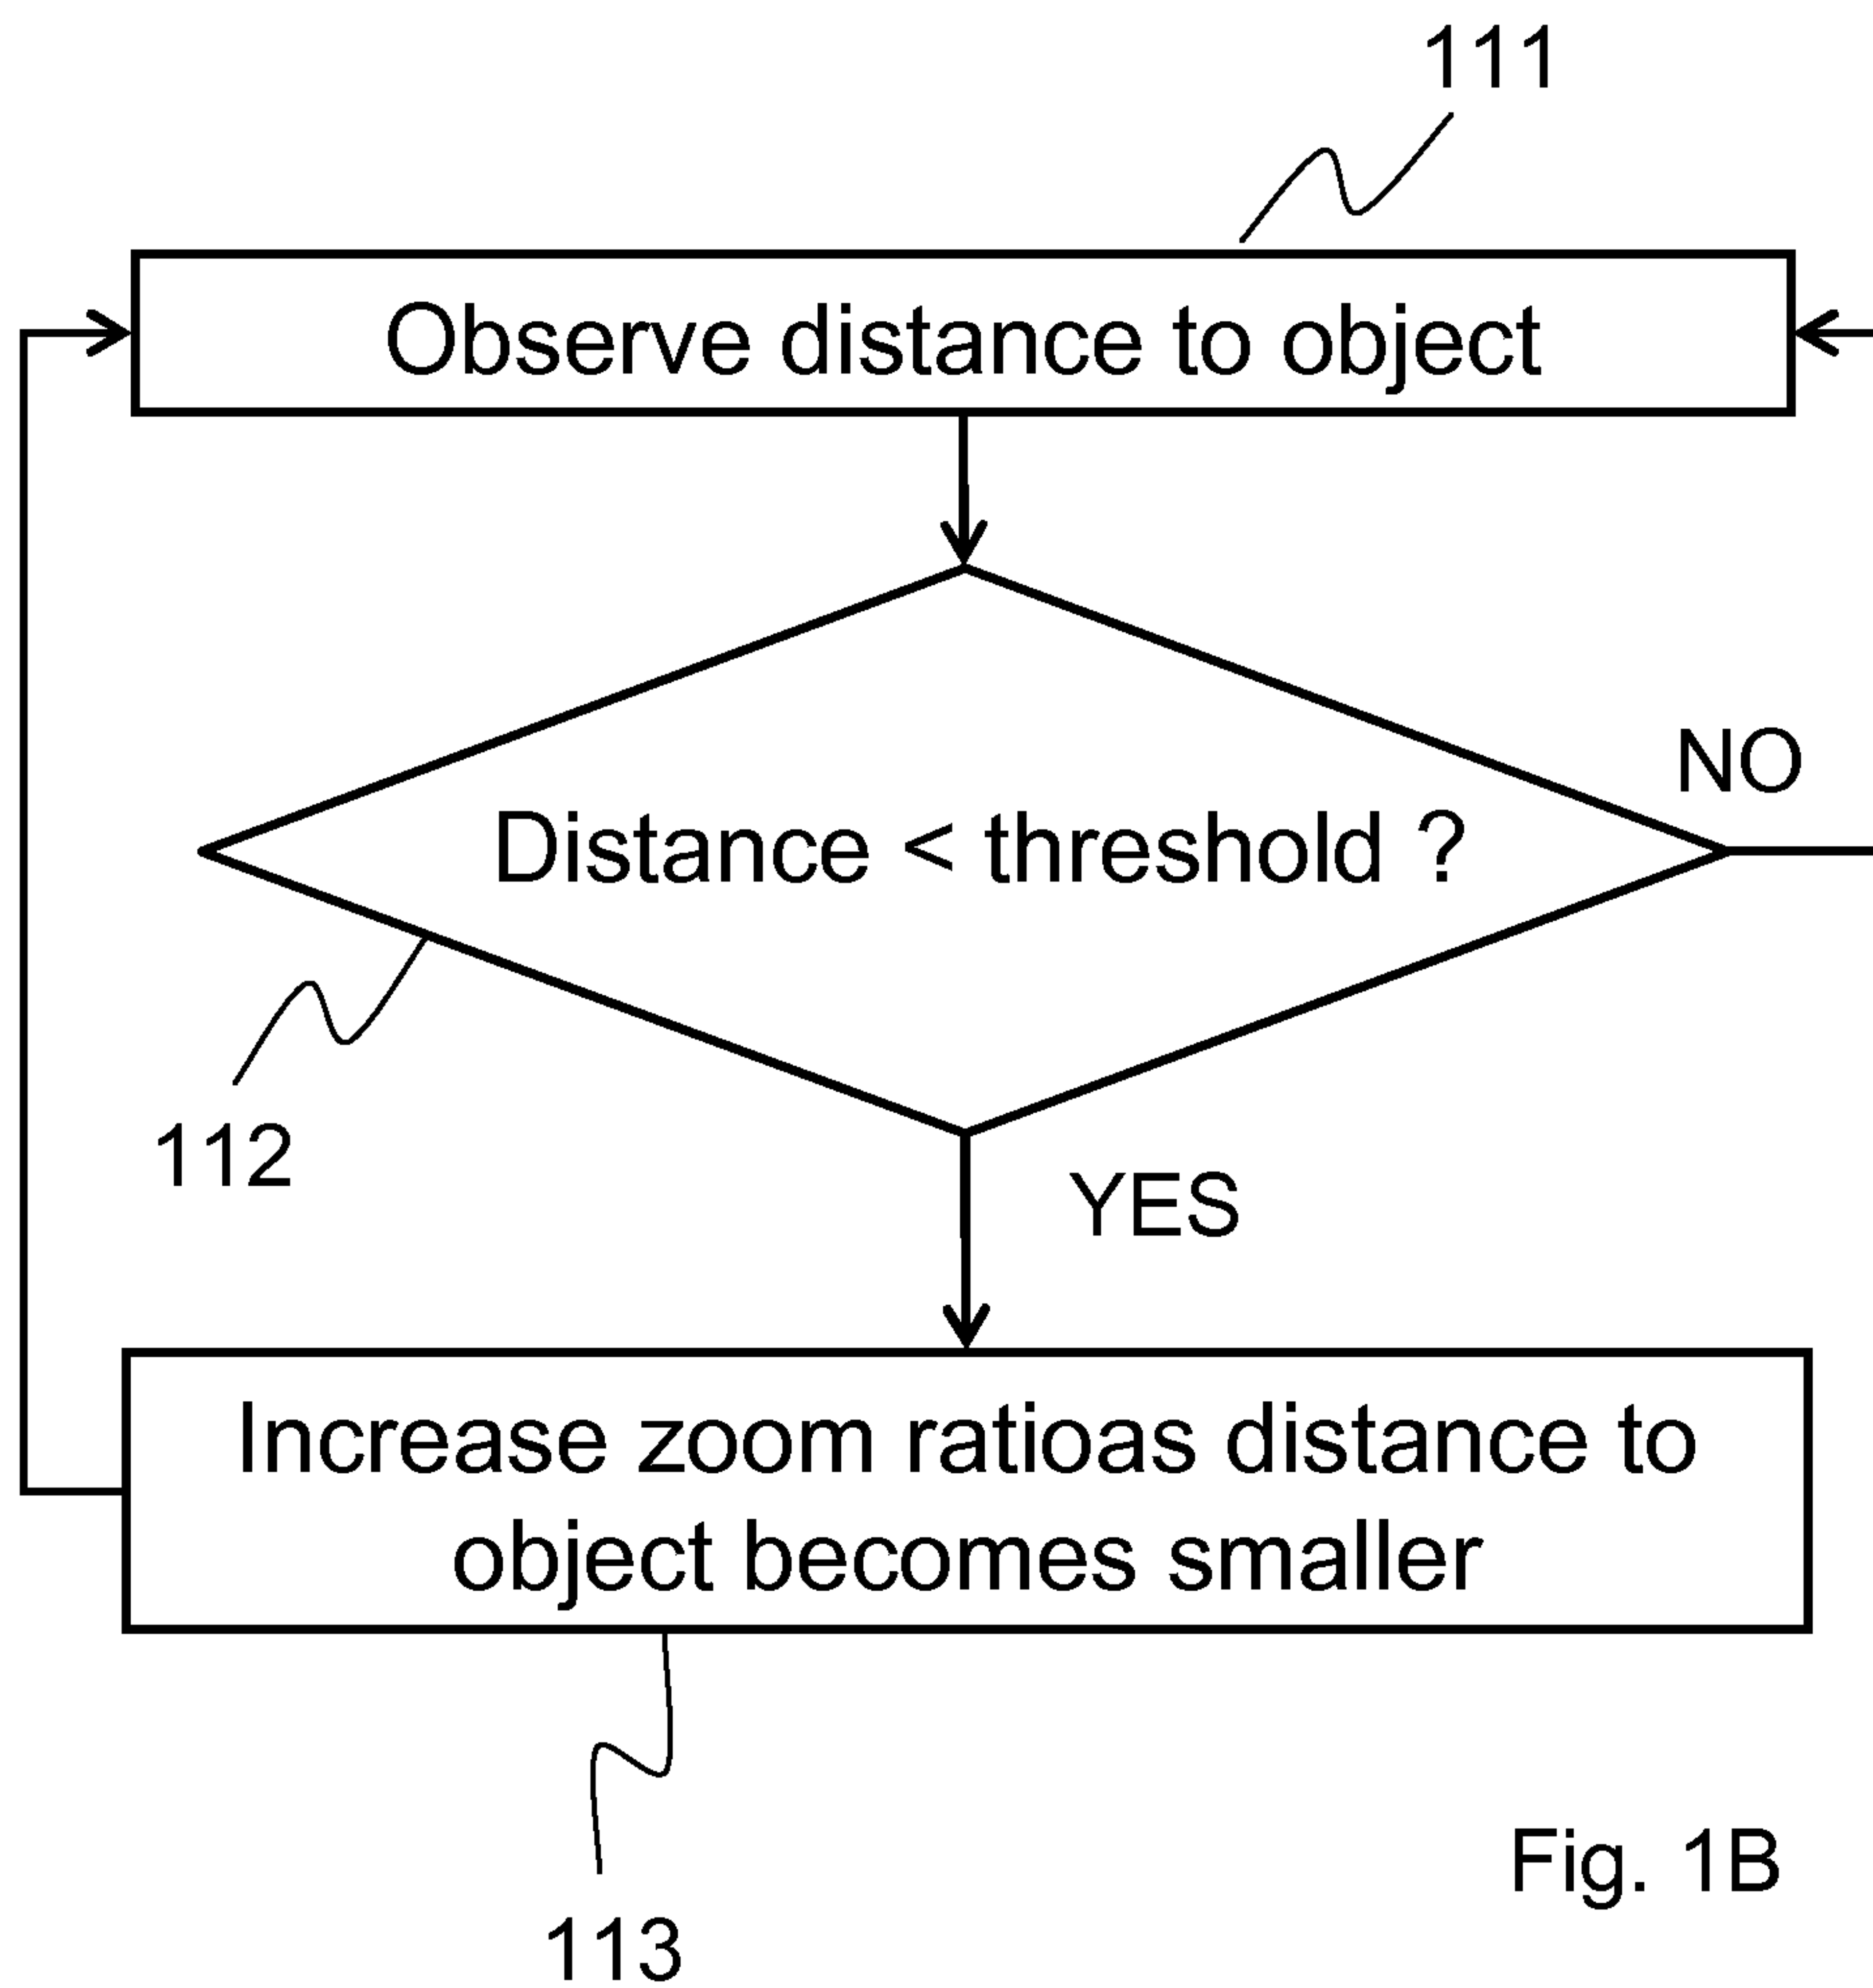 111
Observe distance to object
NO
Distance < threshold ?
112
YES
Increase zoom ratioas distance to
object becomes smaller
Fig. 1B
113